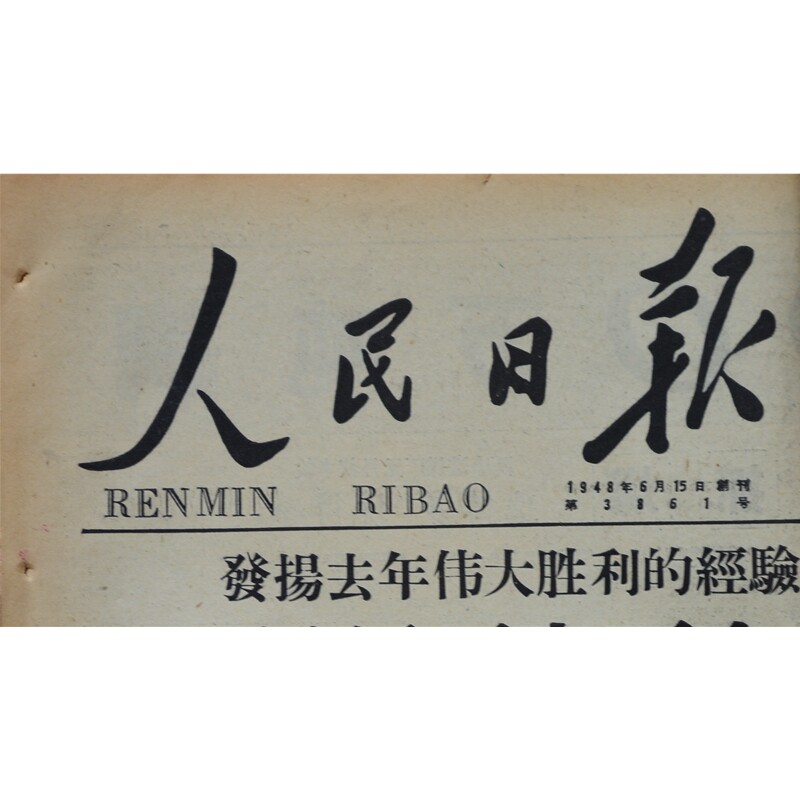 人民日報
RENMIN RIBAO
1948年6月15日創刊
第3861号
發揚去年伟大胜利的經驗